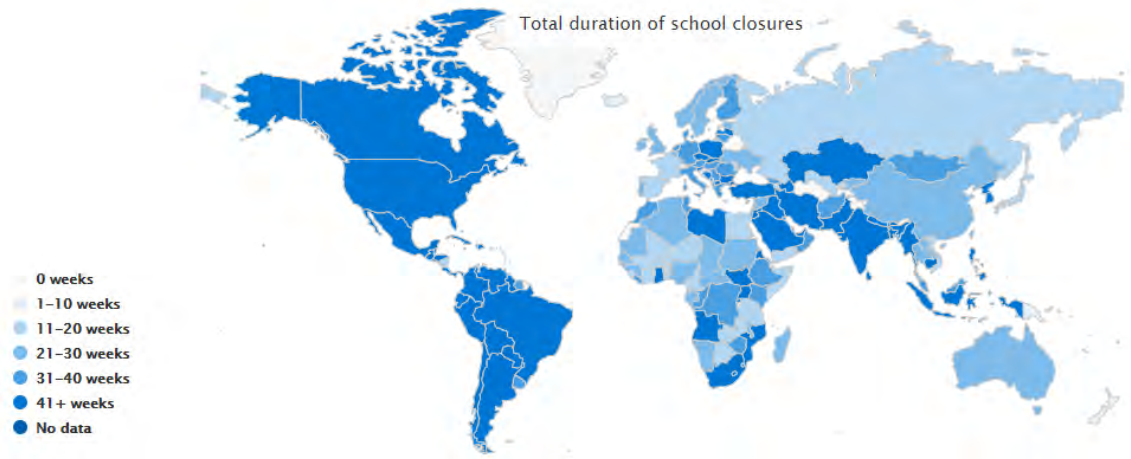 Total duration of school closures
0 weeks
1–10 weeks
11–20 weeks
21–30 weeks
31–40 weeks
41+ weeks
No data